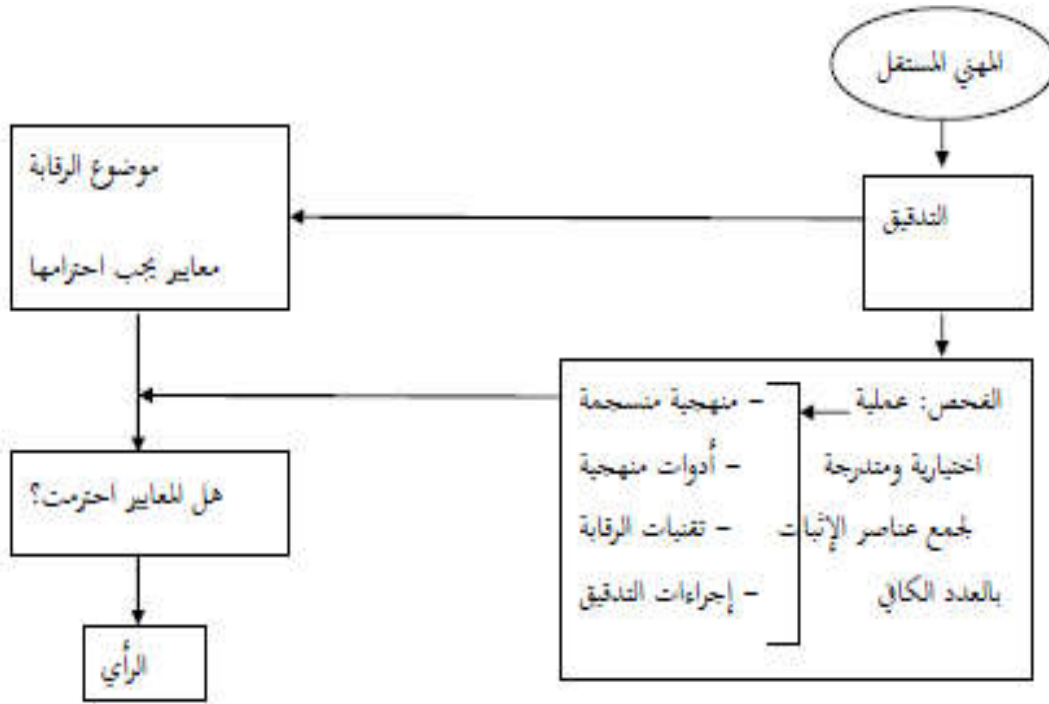 المهني المستقل
التدقيق
موضوع الرقابة
معايير يجب احترامها
الفحص: عملية
اختيارية ومتدرجة
لجمع عناصر الإثبات
بالعدد الكافي
- منهجية منسجمة
- أدوات منهجية
- تقنيات الرقابة
- إجراءات التدقيق
هل المعايير احترمت؟
الرأي